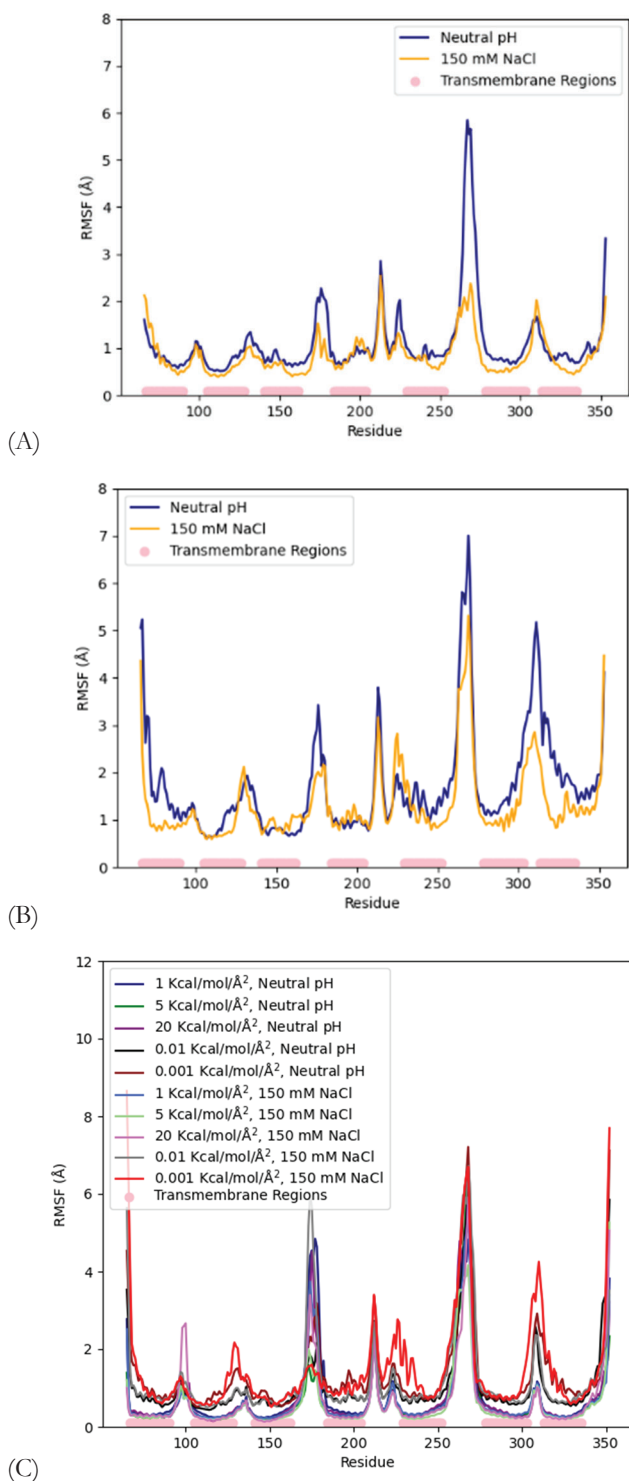 8
7
6
5
4
3
2
1
0
RMSF (Å)
Neutral pH
150 mM NaCl
Transmembrane Regions
100 150 200 250 300 350
Residue
(A)
8
7
6
5
4
3
2
1
0
RMSF (Å)
Neutral pH
150 mM NaCl
Transmembrane Regions
100 150 200 250 300 350
Residue
(B)
12
10
8
6
4
2
0
RMSF (Å)
1 Kcal/mol/Å², Neutral pH
5 Kcal/mol/Å², Neutral pH
20 Kcal/mol/Å², Neutral pH
0.01 Kcal/mol/Å², Neutral pH
0.001 Kcal/mol/Å², Neutral pH
1 Kcal/mol/Å², 150 mM NaCl
5 Kcal/mol/Å², 150 mM NaCl
20 Kcal/mol/Å², 150 mM NaCl
0.01 Kcal/mol/Å², 150 mM NaCl
0.001 Kcal/mol/Å², 150 mM NaCl
Transmembrane Regions
100 150 200 250 300 350
Residue
(C)